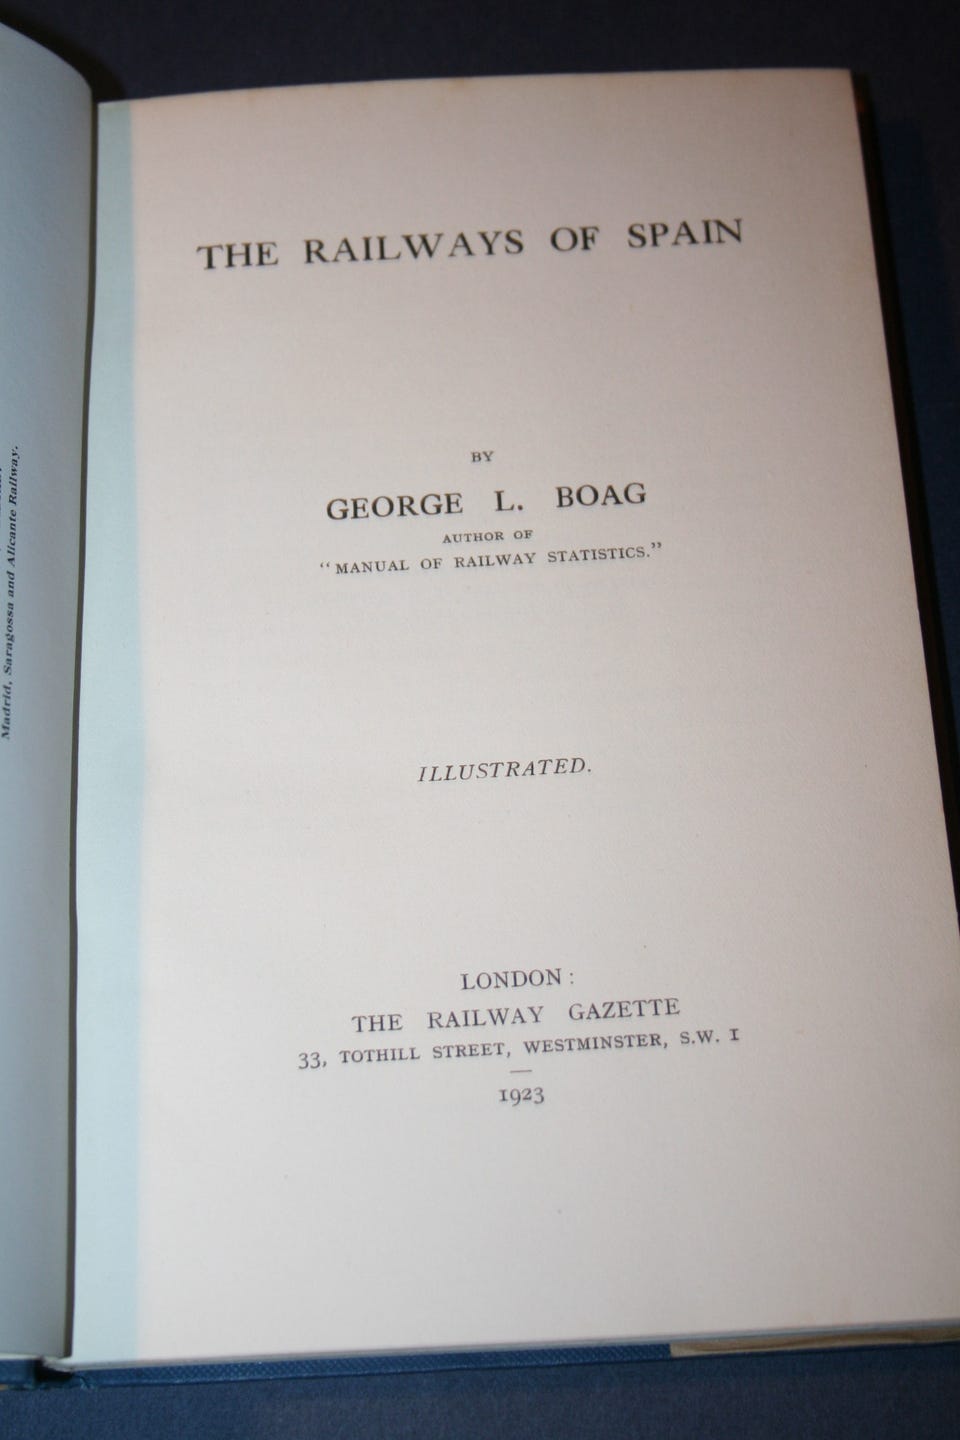 Madrid, Saragossa and Alicante Railway.
THE RAILWAYS OF SPAIN
BY
GEORGE L. BOAG
AUTHOR OF
“MANUAL OF RAILWAY STATISTICS.”
ILLUSTRATED.
LONDON:
THE RAILWAY GAZETTE
33, TOTHILL STREET, WESTMINSTER, S.W. 1
1923